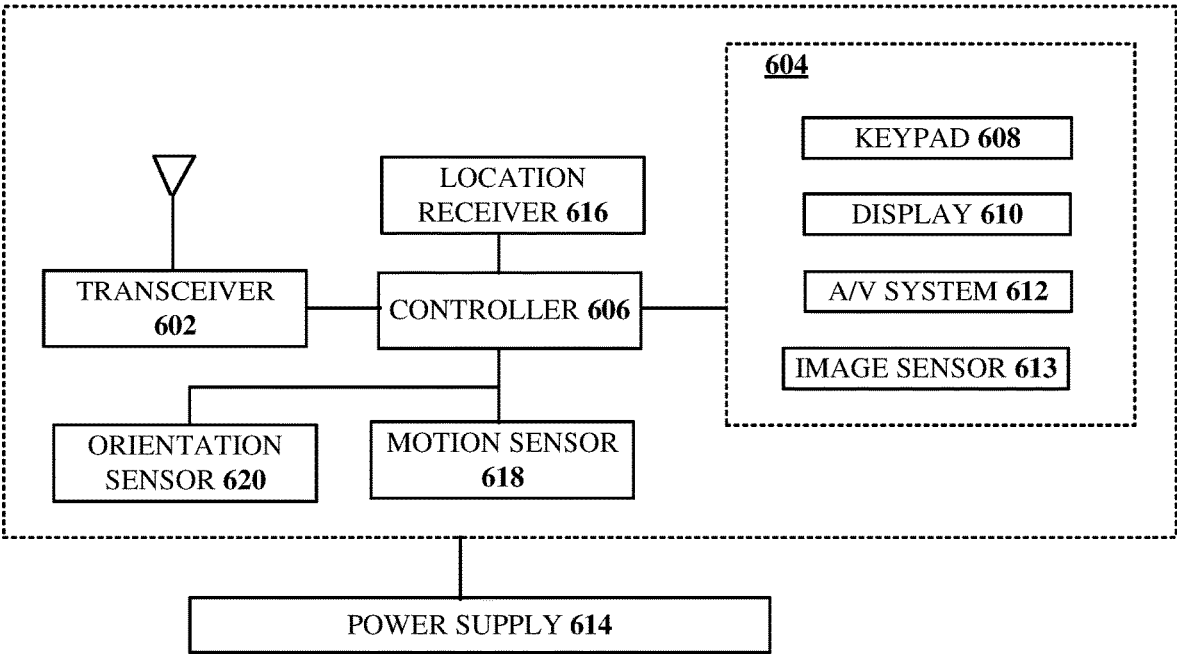 604
KEYPAD 608
LOCATION
RECEIVER 616
DISPLAY 610
TRANSCEIVER
602
CONTROLLER 606
A/V SYSTEM 612
IMAGE SENSOR 613
ORIENTATION
SENSOR 620
MOTION SENSOR
618
POWER SUPPLY 614